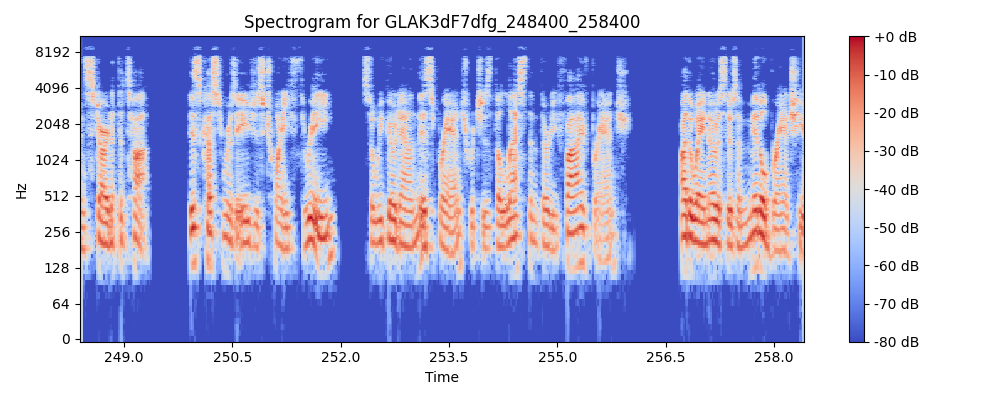 Spectrogram for GLAK3dF7dfg_248400_258400
Hz
8192
4096
2048
1024
512
256
128
64
0
249.0 250.5 252.0 253.5 255.0 256.5 258.0
Time
+0 dB
-10 dB
-20 dB
-30 dB
-40 dB
-50 dB
-60 dB
-70 dB
-80 dB